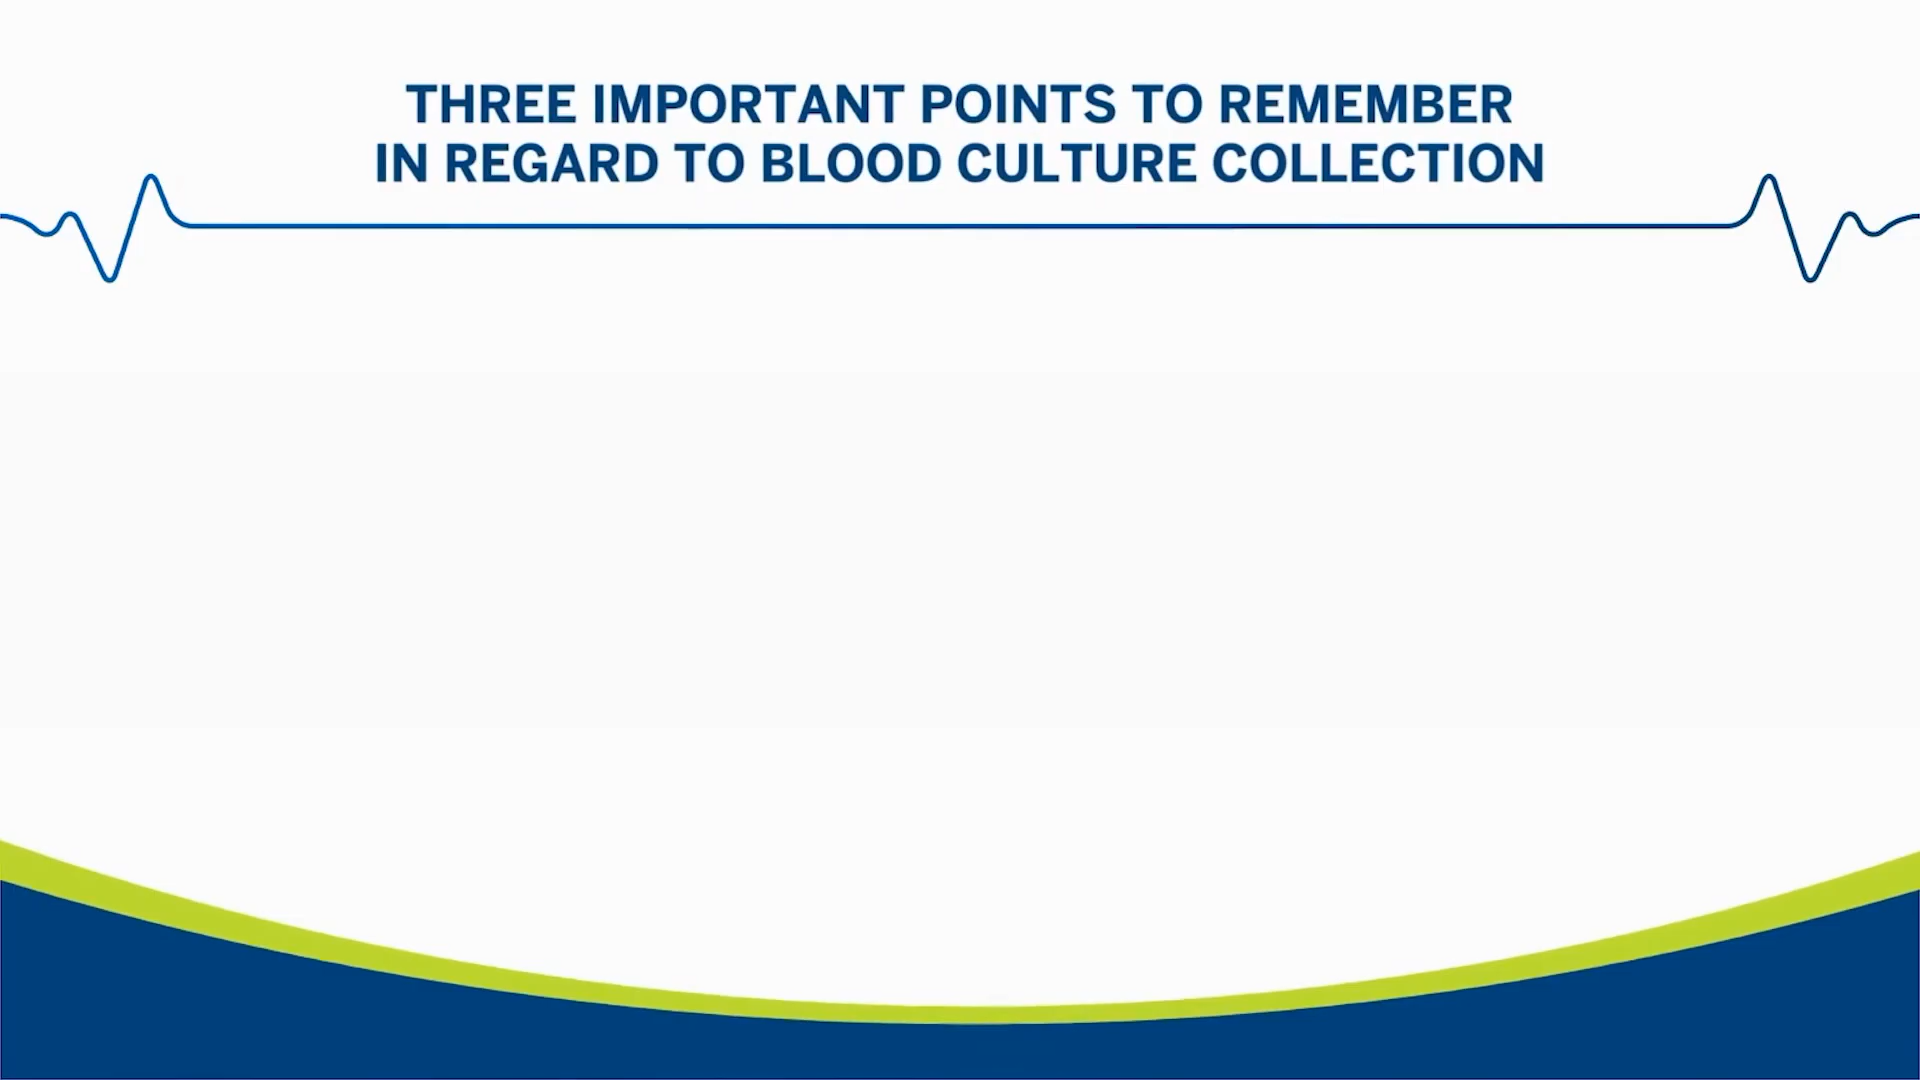 THREE IMPORTANT POINTS TO REMEMBER
IN REGARD TO BLOOD CULTURE COLLECTION